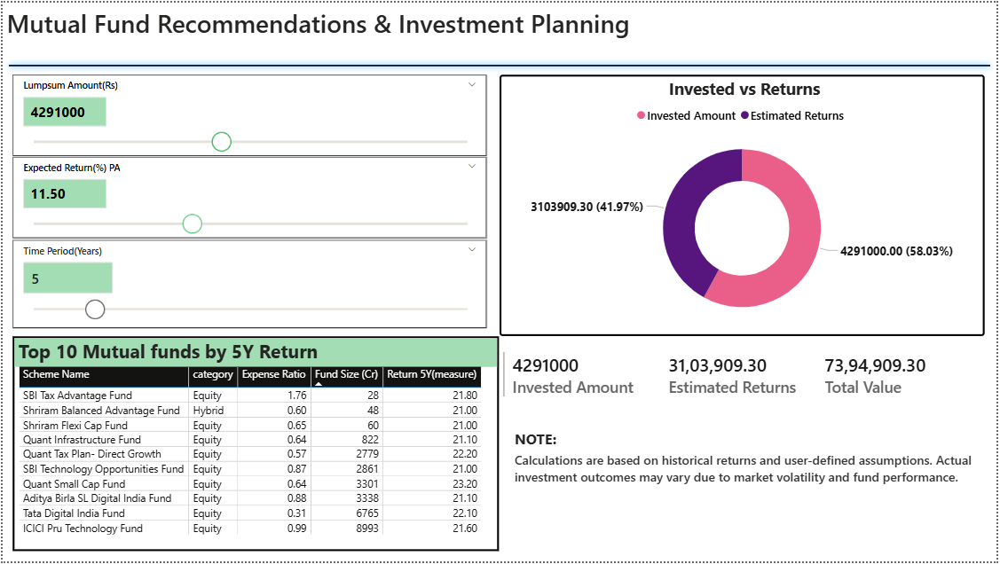 Mutual Fund Recommendations & Investment Planning
Lumpsum Amount(Rs)
4291000
Expected Return(%) PA
11.50
Time Period(Years)
5
Invested vs Returns
Invested Amount Estimated Returns
3103909.30 (41.97%)
4291000.00 (58.03%)
Top 10 Mutual funds by 5Y Return
Scheme Name category Expense Ratio Fund Size (Cr) Return 5Y(measure)
SBI Tax Advantage Fund Equity 1.76 28 21.80
Shriram Balanced Advantage Fund Hybrid 0.60 48 21.00
Shriram Flexi Cap Fund Equity 0.65 60 21.00
Quant Infrastructure Fund Equity 0.64 822 21.10
Quant Tax Plan- Direct Growth Equity 0.57 2779 22.20
SBI Technology Opportunities Fund Equity 0.87 2861 21.00
Quant Small Cap Fund Equity 0.64 3301 23.20
Aditya Birla SL Digital India Fund Equity 0.88 3338 21.10
Tata Digital India Fund Equity 0.31 6765 22.10
ICICI Pru Technology Fund Equity 0.99 8993 21.60
4291000 31,03,909.30 73,94,909.30
Invested Amount Estimated Returns Total Value
NOTE:
Calculations are based on historical returns and user-defined assumptions. Actual
investment outcomes may vary due to market volatility and fund performance.